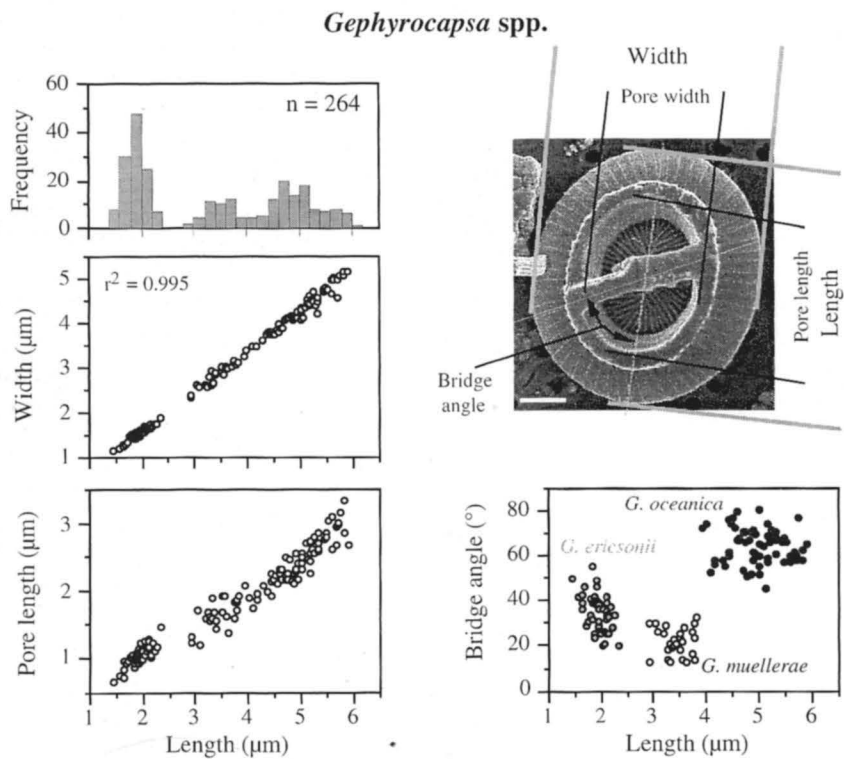 Gephyrocapsa spp.
Frequency
60
40
20
0
n = 264
Width (µm)
5
4
3
2
1
r² = 0.995
Pore length (µm)
3
2
1
1 2 3 4 5 6
Length (µm)
Width
Pore width
Pore length
Length
Bridge
angle
Bridge angle (°)
80
60
40
20
0
G. oceanica
G. ericsonii
G. muellerae
1 2 3 4 5 6
Length (µm)